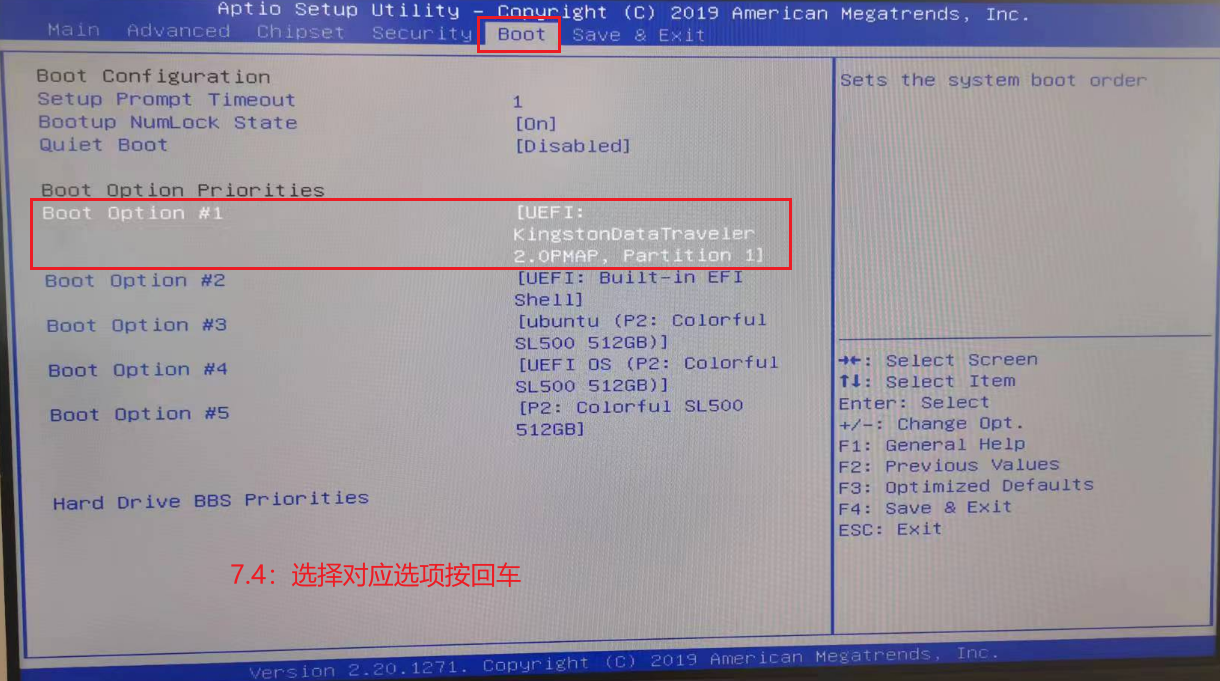 Aptio Setup Utility – Copyright (C) 2019 American Megatrends, Inc.
Main Advanced Chipset Security Boot Save & Exit
Boot Configuration
Setup Prompt Timeout 1
Bootup NumLock State [On]
Quiet Boot [Disabled]
Boot Option Priorities
Boot Option #1 [UEFI:
KingstonDataTraveler
2.0PMAP, Partition 1]
Boot Option #2 [UEFI: Built-in EFI
Shell]
Boot Option #3 [ubuntu (P2: Colorful
SL500 512GB)]
Boot Option #4 [UEFI OS (P2: Colorful
SL500 512GB)]
Boot Option #5 [P2: Colorful SL500
512GB]
Hard Drive BBS Priorities
7.4：选择对应选项按回车
Sets the system boot order
→←: Select Screen
↑↓: Select Item
Enter: Select
+/-: Change Opt.
F1: General Help
F2: Previous Values
F3: Optimized Defaults
F4: Save & Exit
ESC: Exit
Version 2.20.1271. Copyright (C) 2019 American Megatrends, Inc.